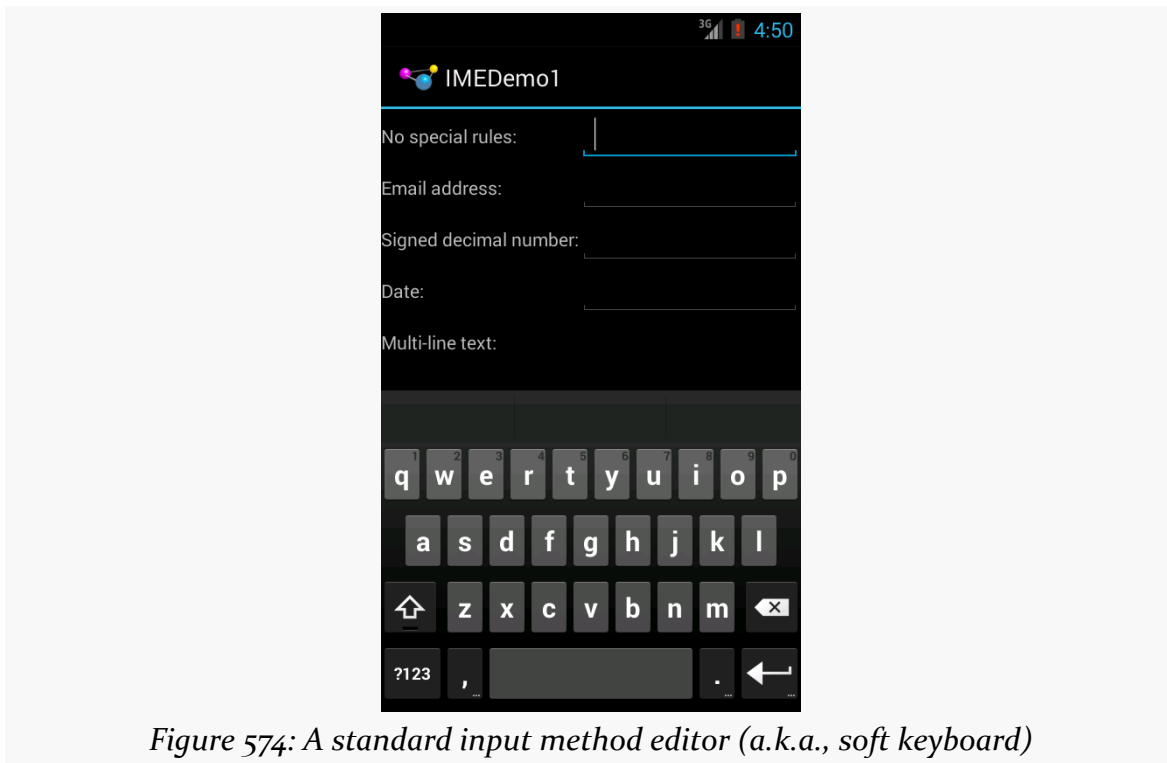 3G 4:50
IMEDemo1
No special rules:
Email address:
Signed decimal number:
Date:
Multi-line text:
1 2 3 4 5 6 7 8 9 0
q w e r t y u i o p
a s d f g h j k l
z x c v b n m
?123 , ... . ... ...
Figure 574: A standard input method editor (a.k.a., soft keyboard)